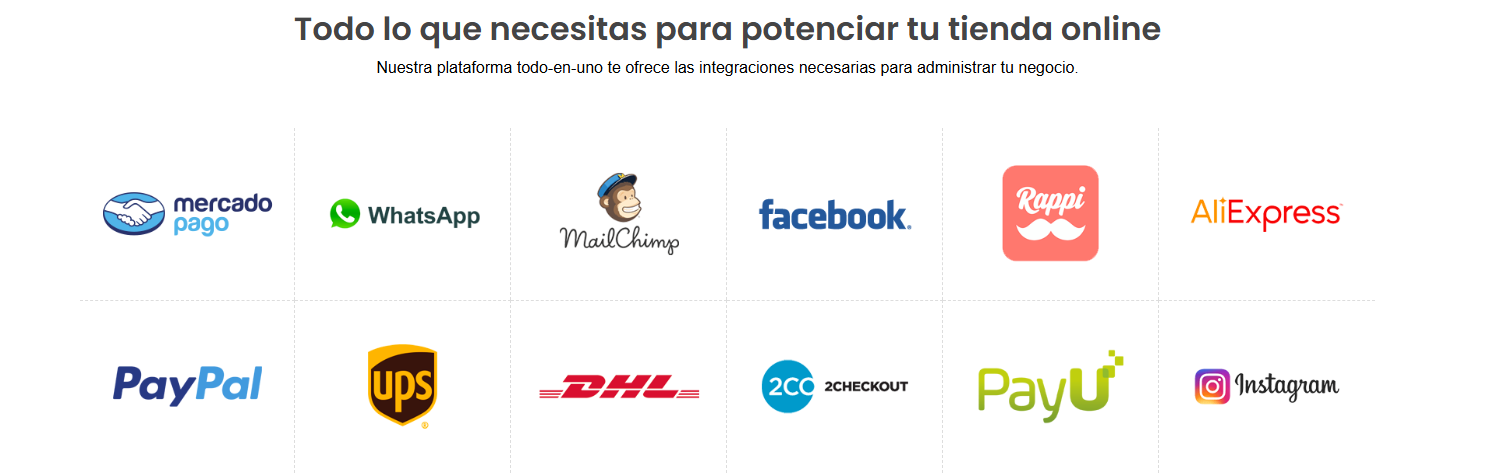 Todo lo que necesitas para potenciar tu tienda online
Nuestra plataforma todo-en-uno te ofrece las integraciones necesarias para administrar tu negocio.
mercado
pago
WhatsApp
MailChimp
facebook®
Rappi
AliExpress™
PayPal
ups
®
DHL
2CO 2CHECKOUT
PayU
Instagram